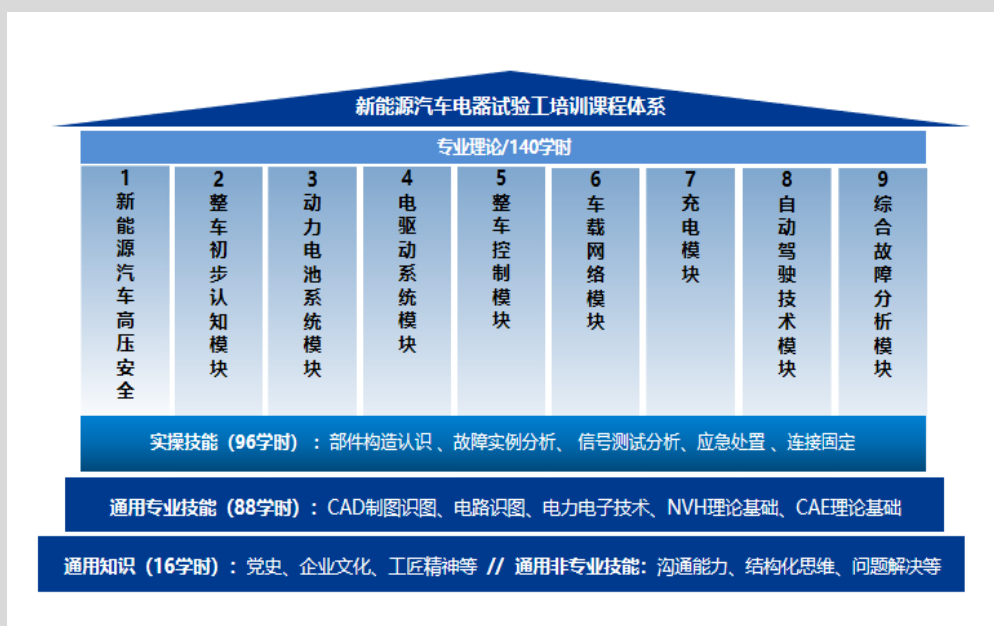 新能源汽车电器试验工培训课程体系
专业理论/140学时
1新能源汽车高压安全
2整车初步认知模块
3动力电池系统模块
4电驱动系统模块
5整车控制模块
6车载网络模块
7充电模块
8自动驾驶技术模块
9综合故障分析模块
实操技能（96学时）：部件构造认识 、故障实例分析、 信号测试分析、应急处置 、连接固定
通用专业技能（88学时）：CAD制图识图、电路识图、电力电子技术、NVH理论基础、CAE理论基础
通用知识（16学时）：党史、企业文化、工匠精神等 // 通用非专业技能：沟通能力、结构化思维、问题解决等